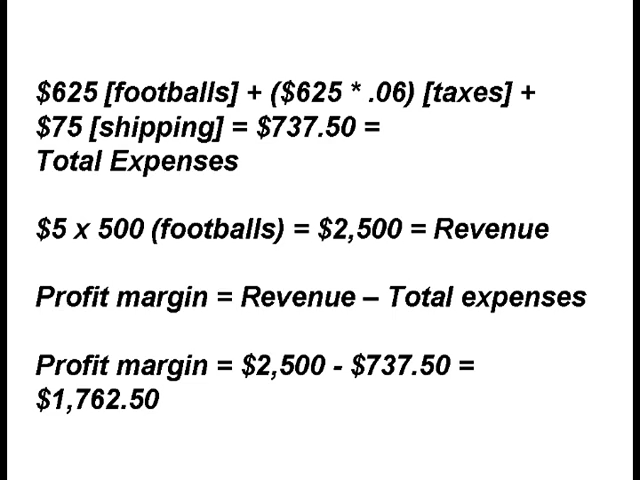 $625 [footballs] + ($625 * .06) [taxes] +
$75 [shipping] = $737.50 =
Total Expenses
$5 x 500 (footballs) = $2,500 = Revenue
Profit margin = Revenue – Total expenses
Profit margin = $2,500 - $737.50 =
$1,762.50